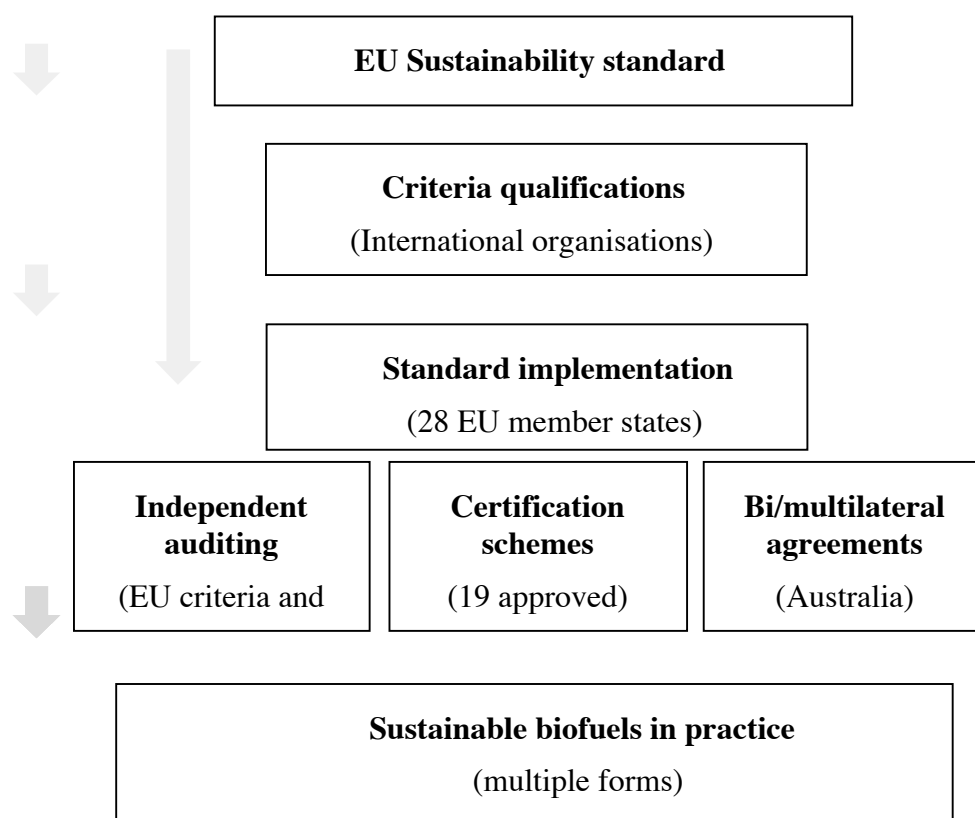 EU Sustainability standard
Criteria qualifications
(International organisations)
Standard implementation
(28 EU member states)
Independent
auditing
(EU criteria and
Certification
schemes
(19 approved)
Bi/multilateral
agreements
(Australia)
Sustainable biofuels in practice
(multiple forms)